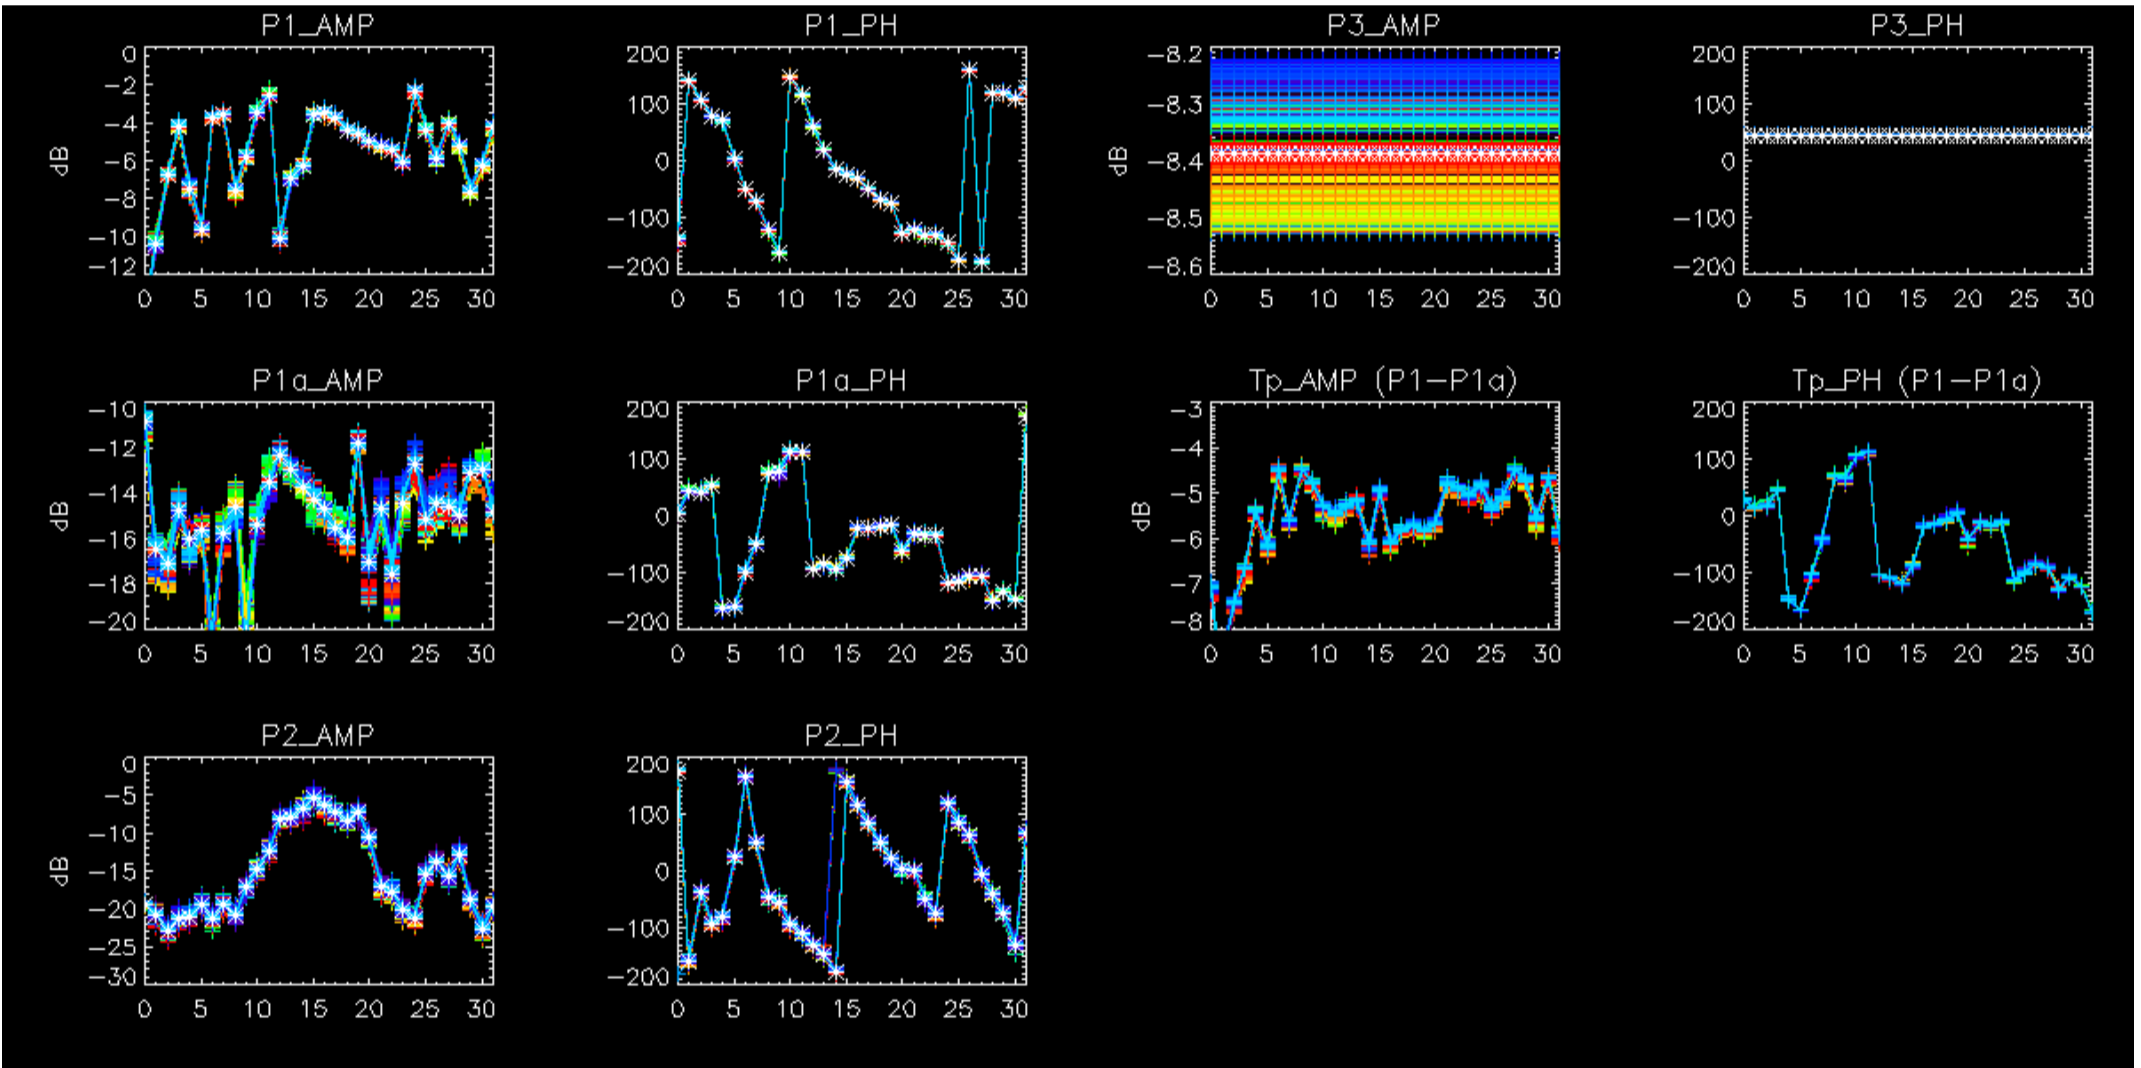 P1_AMP
P1_PH
P3_AMP
P3_PH
0
-2
-4
-6
-8
-10
-12
dB
0 5 10 15 20 25 30
200
100
0
-100
-200
0 5 10 15 20 25 30
-8.2
-8.3
-8.4
-8.5
-8.6
dB
0 5 10 15 20 25 30
200
100
0
-100
-200
0 5 10 15 20 25 30
P1a_AMP
P1a_PH
Tp_AMP (P1-P1a)
Tp_PH (P1-P1a)
-10
-12
-14
-16
-18
-20
dB
0 5 10 15 20 25 30
200
100
0
-100
-200
0 5 10 15 20 25 30
-3
-4
-5
-6
-7
-8
dB
0 5 10 15 20 25 30
200
100
0
-100
-200
0 5 10 15 20 25 30
P2_AMP
P2_PH
0
-5
-10
-15
-20
-25
-30
dB
0 5 10 15 20 25 30
200
100
0
-100
-200
0 5 10 15 20 25 30